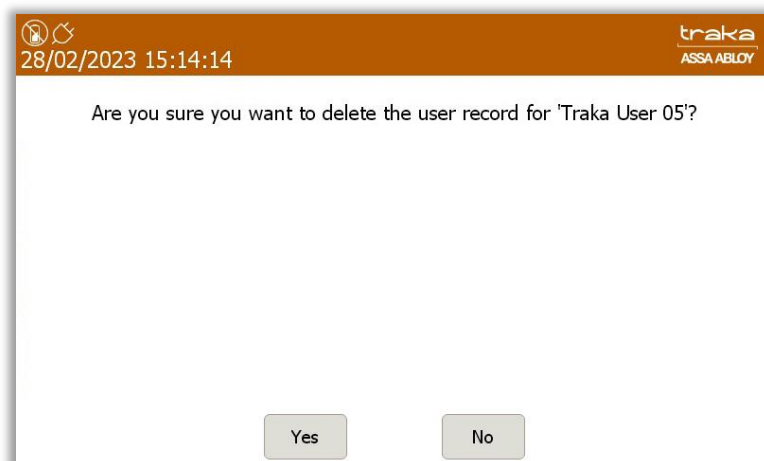 traka
28/02/2023 15:14:14
ASSA ABLOY
Are you sure you want to delete the user record for 'Traka User 05'?
Yes
No